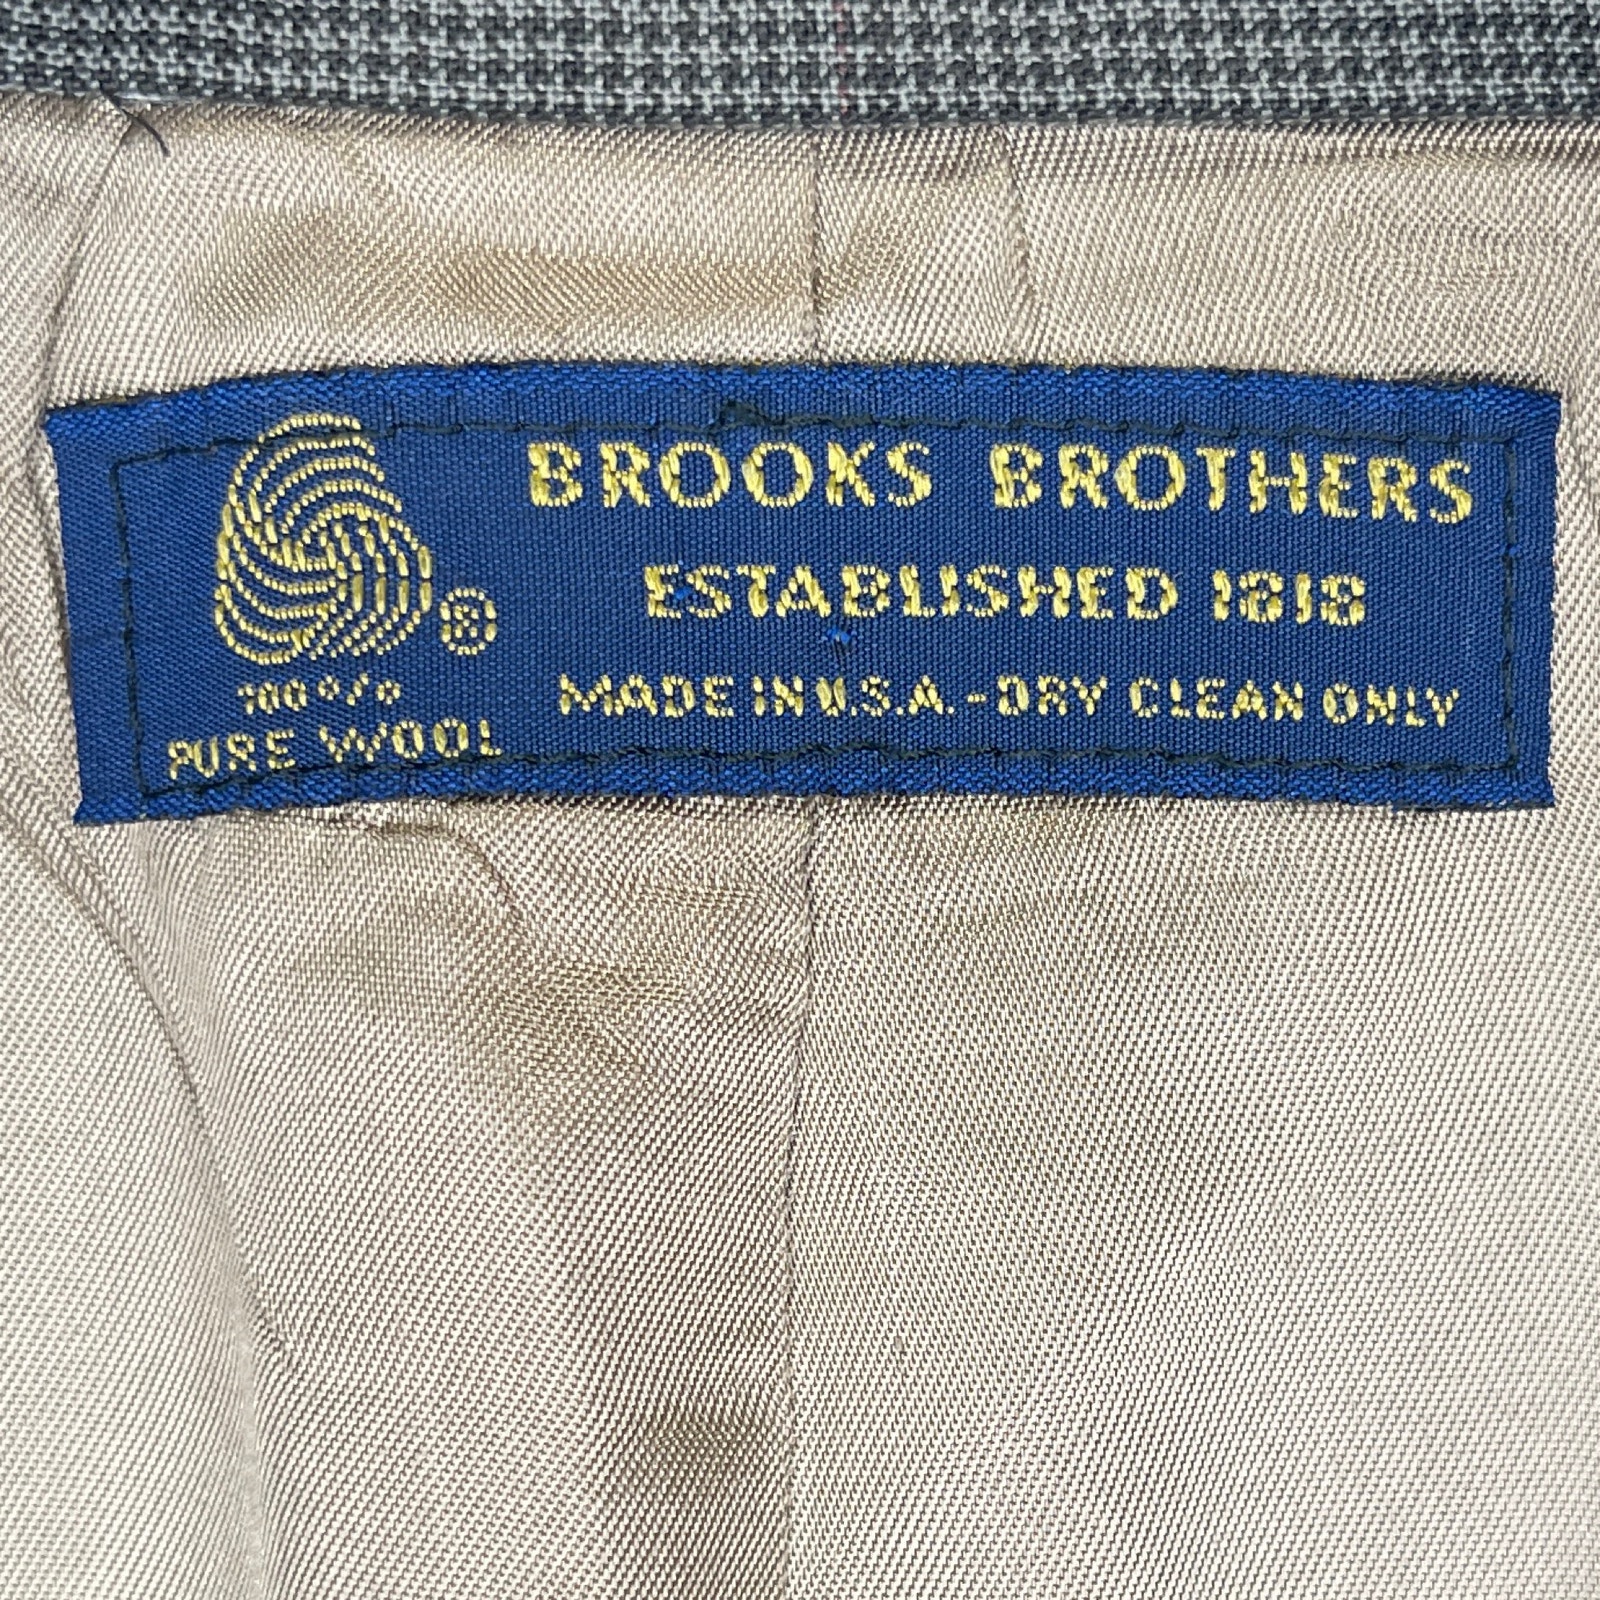 BROOKS BROTHERS
ESTABLISHED 1818
MADE IN U.S.A. - DRY CLEAN ONLY
®
100%
PURE WOOL